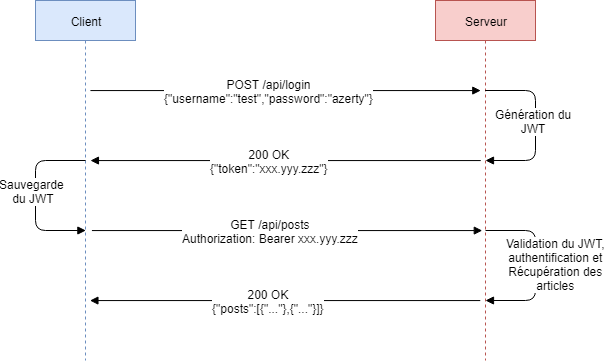 Client
Serveur
POST /api/login
{"username":"test","password":"azerty"}
Génération du
JWT
200 OK
{"token":"xxx.yyy.zzz"}
Sauvegarde
du JWT
GET /api/posts
Authorization: Bearer xxx.yyy.zzz
Validation du JWT,
authentification et
Récupération des
articles
200 OK
{"posts":[{"..."},{"..."}]}